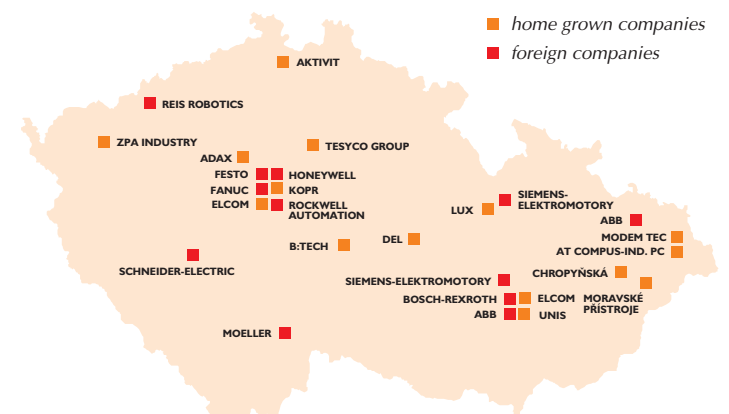 home grown companies
foreign companies
AKTIVIT
REIS ROBOTICS
ZPA INDUSTRY
TESYCO GROUP
ADAX
FESTO
HONEYWELL
FANUC
KOPR
ELCOM
ROCKWELL
AUTOMATION
SIEMENS-
ELEKTROMOTORY
LUX
ABB
MODEM TEC
DEL
B:TECH
AT COMPUS-IND. PC
SCHNEIDER-ELECTRIC
CHROPYŇSKÁ
SIEMENS-ELEKTROMOTORY
BOSCH-REXROTH
ELCOM
MORAVSKÉ
PŘÍSTROJE
ABB
UNIS
MOELLER